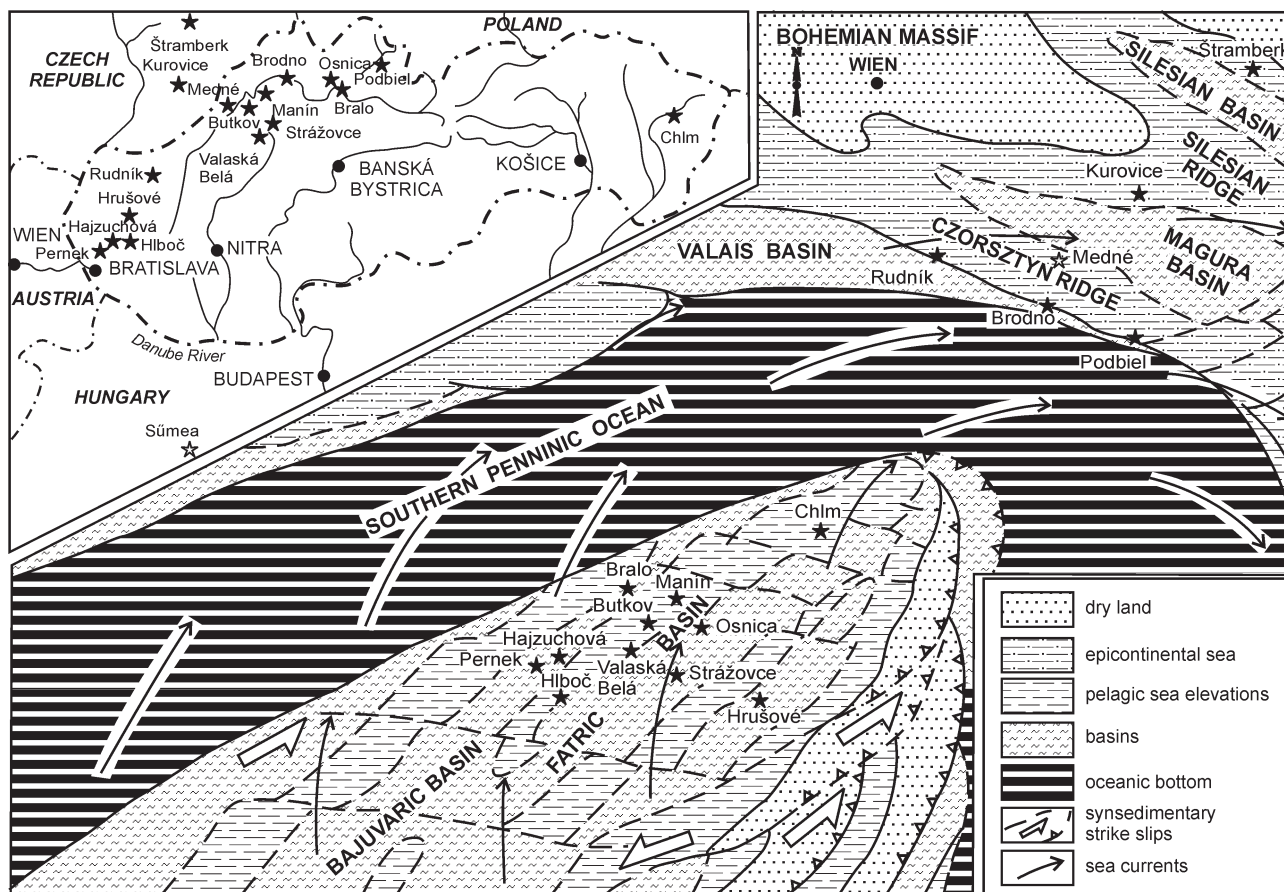 POLAND
CZECH
REPUBLIC
Štramberk
Kurovice
Brodno
Osnica
Podbiel
Medné
Manín
Bralo
Butkov
Strážovce
Valaská
Belá
Chlm
Rudník
BANSKÁ
BYSTRICA
KOŠICE
Hrušové
Hajzuchová
WIEN
Pernek
Hlboč
NITRA
BRATISLAVA
AUSTRIA
Danube River
BUDAPEST
HUNGARY
Sűmea
BOHEMIAN MASSIF
WIEN
Štramberk
SILESIAN BASIN
SILESIAN
RIDGE
Kurovice
VALAIS BASIN
CZORSZTYN RIDGE
Medné
MAGURA
BASIN
Rudník
Brodno
Podbiel
SOUTHERN PENNINIC OCEAN
Chlm
Bralo
Manín
Butkov
BASIN
Osnica
Hajzuchová
Pernek
Valaská
Belá
Strážovce
Hlboč
Hrušové
FATRIC
BAJUVARIC BASIN
dry land
epicontinental sea
pelagic sea elevations
basins
oceanic bottom
synsedimentary
strike slips
sea currents